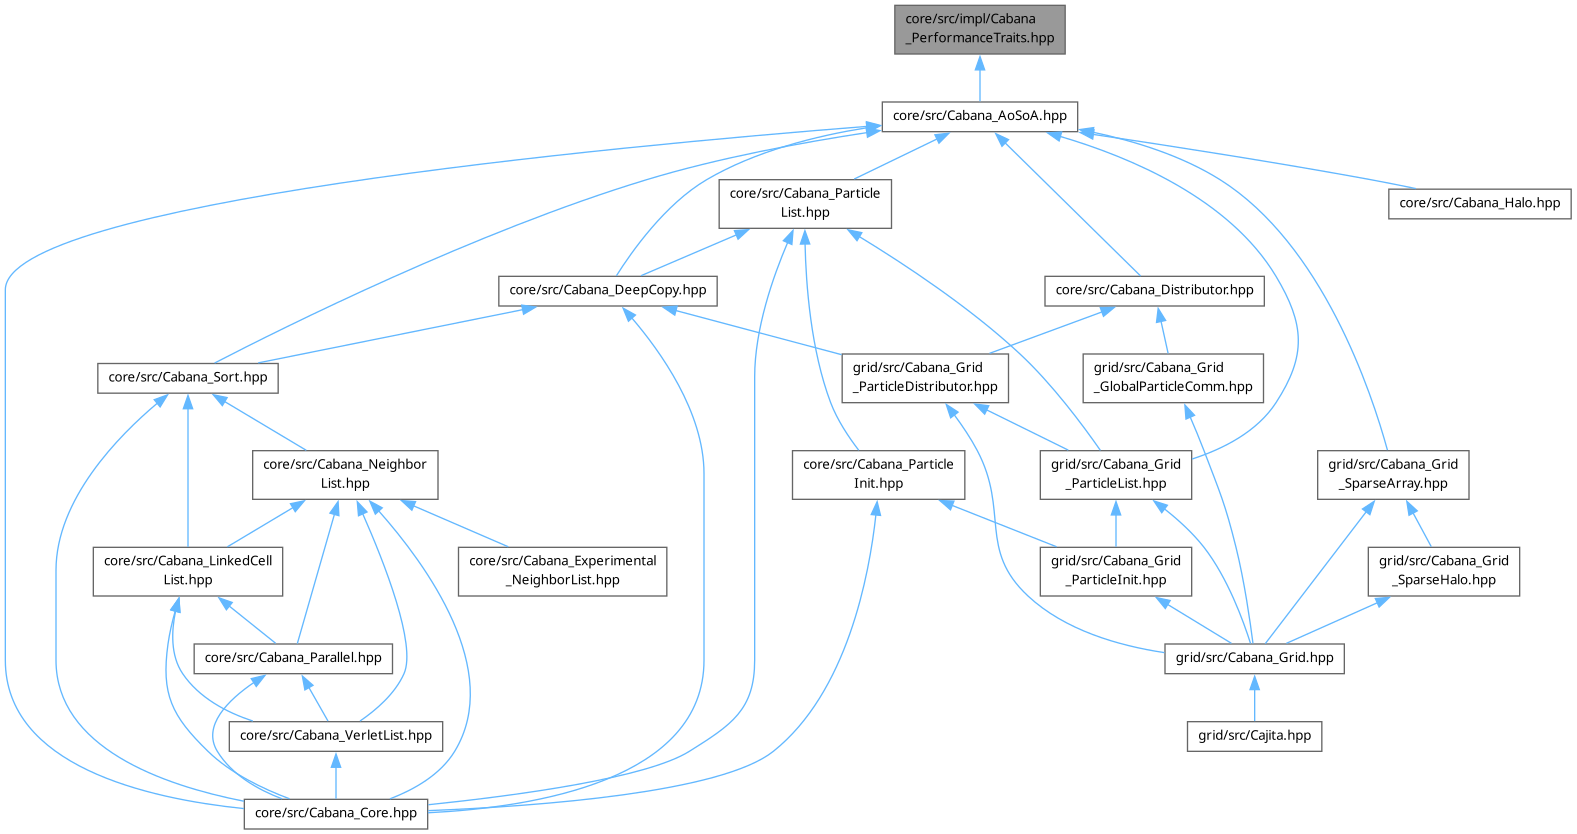 core/src/impl/Cabana
_PerformanceTraits.hpp
core/src/Cabana_AoSoA.hpp
core/src/Cabana_Particle
List.hpp
core/src/Cabana_Halo.hpp
core/src/Cabana_DeepCopy.hpp
core/src/Cabana_Distributor.hpp
core/src/Cabana_Sort.hpp
grid/src/Cabana_Grid
_ParticleDistributor.hpp
grid/src/Cabana_Grid
_GlobalParticleComm.hpp
core/src/Cabana_Neighbor
List.hpp
core/src/Cabana_Particle
Init.hpp
grid/src/Cabana_Grid
_ParticleList.hpp
grid/src/Cabana_Grid
_SparseArray.hpp
core/src/Cabana_LinkedCell
List.hpp
core/src/Cabana_Experimental
_NeighborList.hpp
grid/src/Cabana_Grid
_ParticleInit.hpp
grid/src/Cabana_Grid
_SparseHalo.hpp
core/src/Cabana_Parallel.hpp
grid/src/Cabana_Grid.hpp
core/src/Cabana_VerletList.hpp
grid/src/Cajita.hpp
core/src/Cabana_Core.hpp